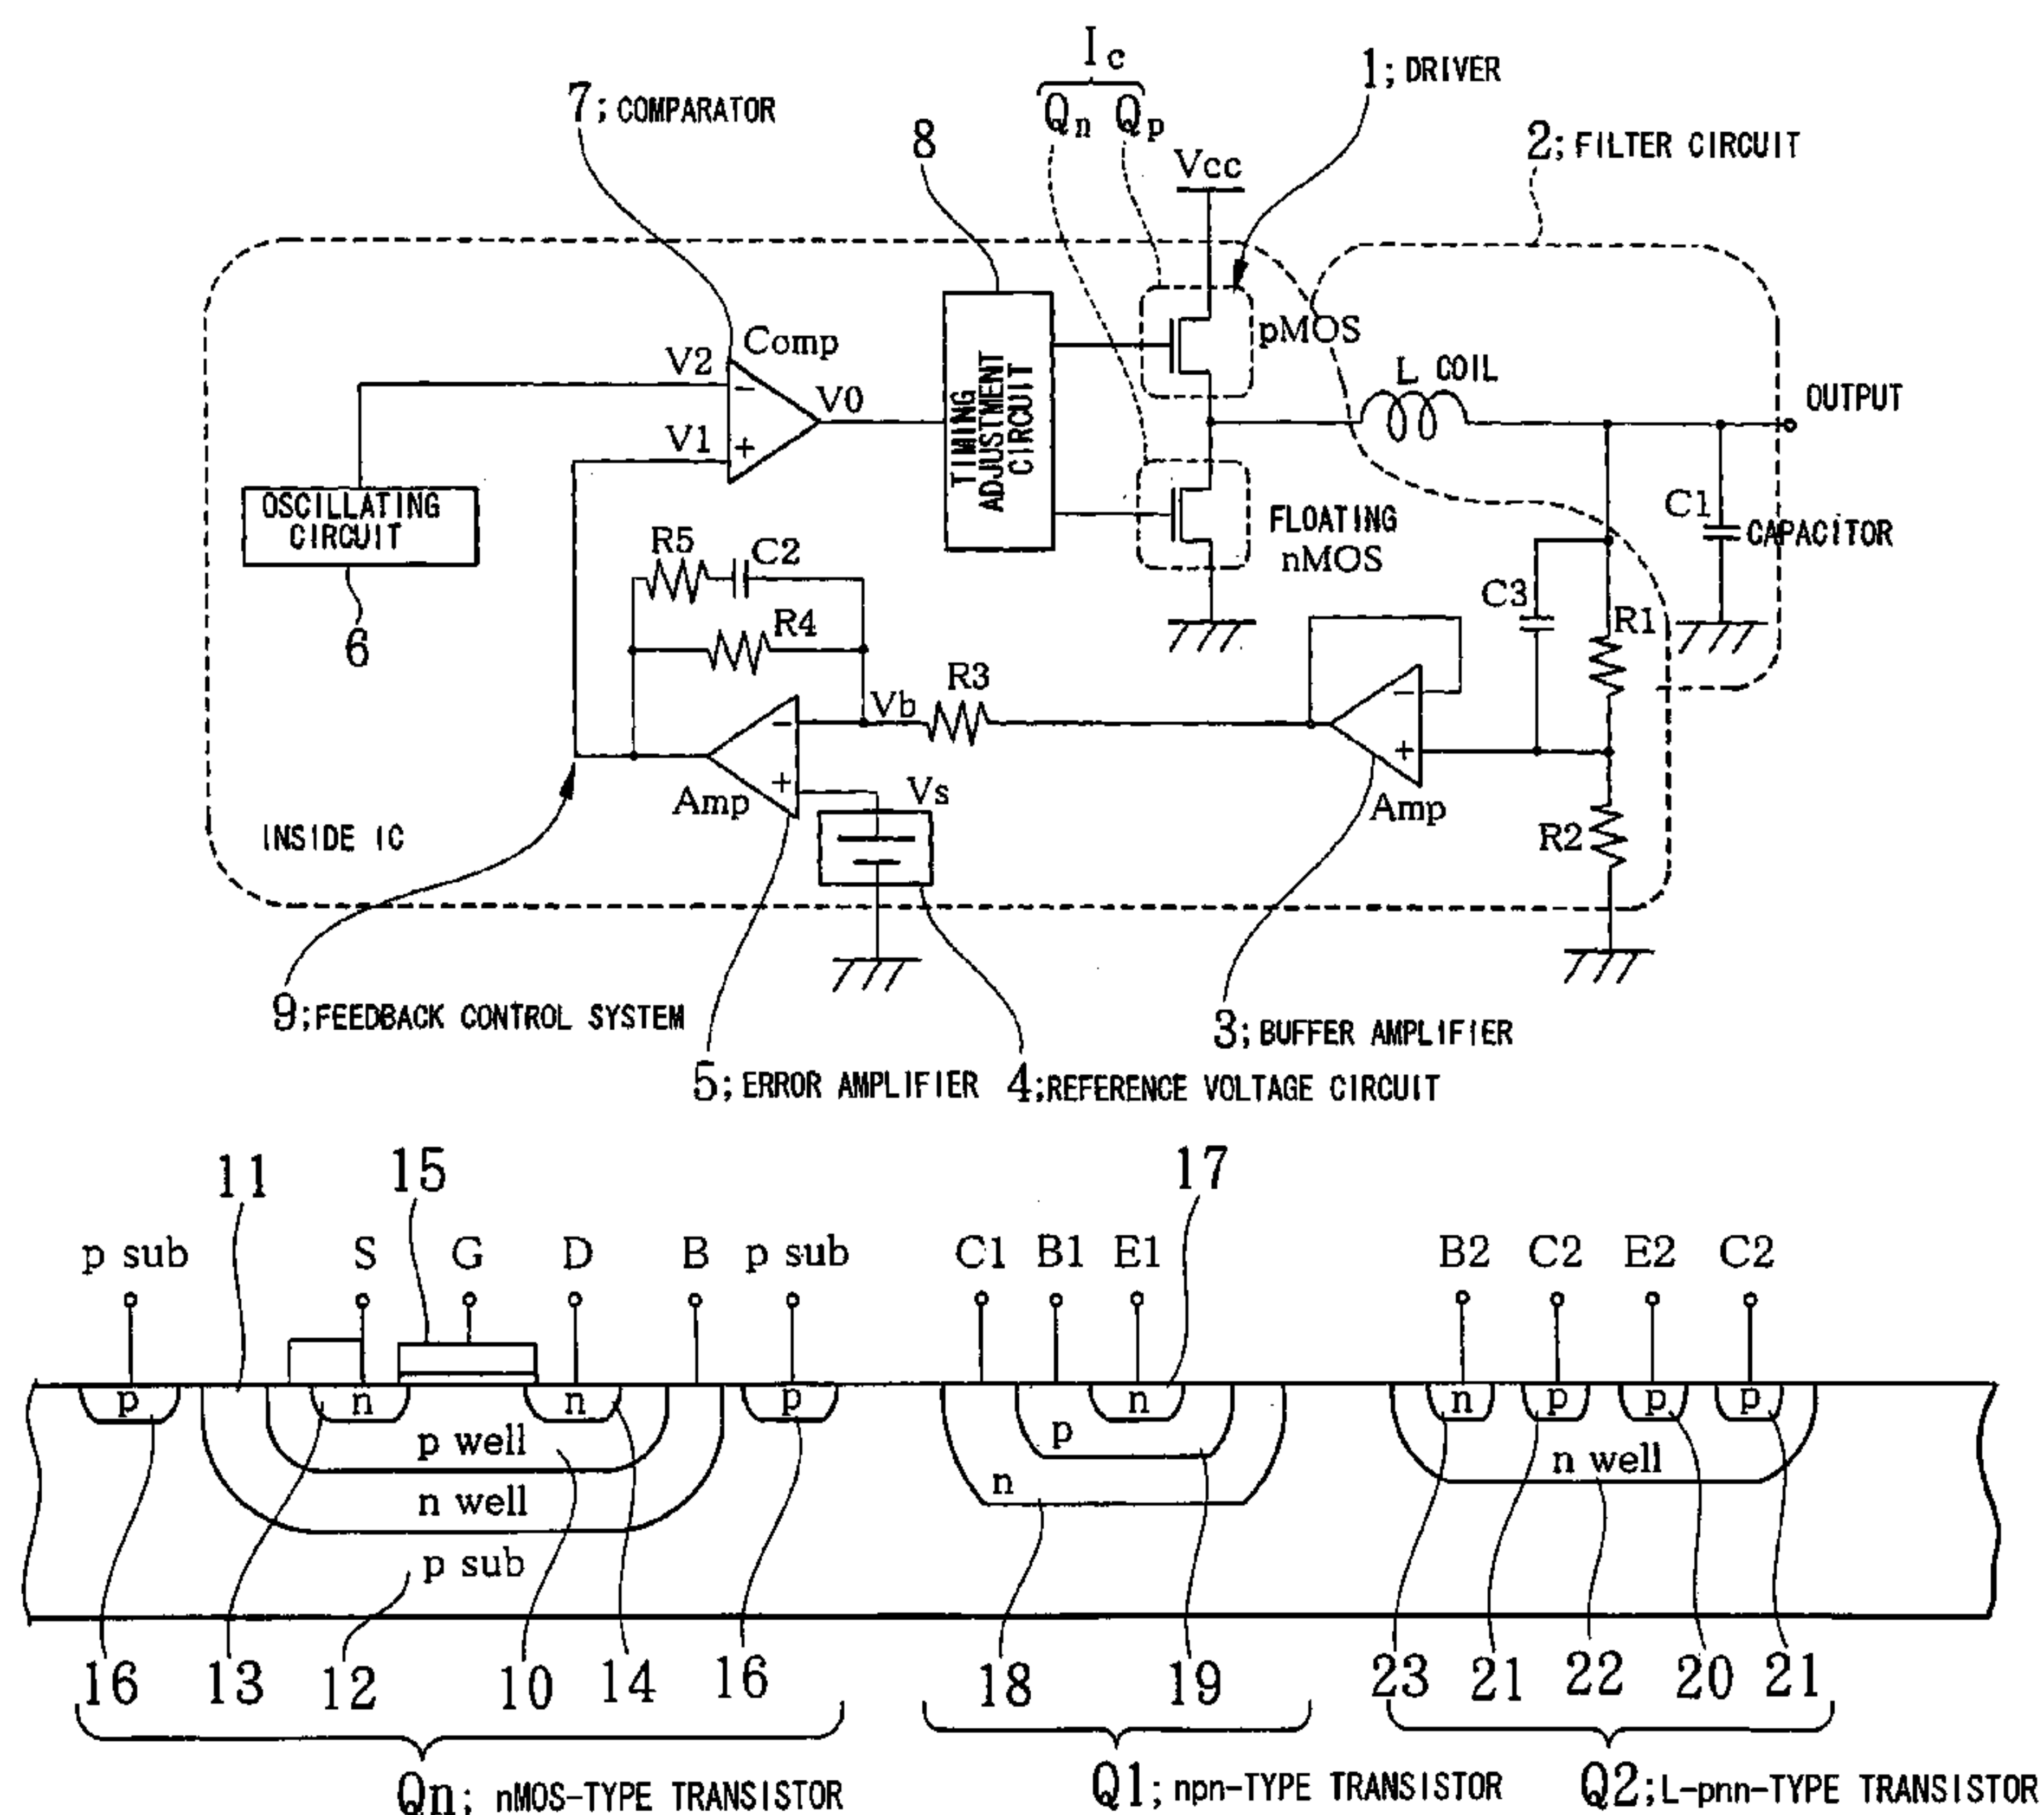 Ic
Qn Qp
1; DRIVER
7; COMPARATOR
8
2; FILTER CIRCUIT
Vcc
Comp
pMOS
V2
−
V0
L COIL
OUTPUT
V1
+
TIMING
ADJUSTMENT
CIRCUIT
OSCILLATING
CIRCUIT
6
FLOATING
nMOS
C1
CAPACITOR
R5 C2
R4
C3
R1
R3
Vb
−
−
+
+
Vs
Amp
Amp
R2
INSIDE IC
9; FEEDBACK CONTROL SYSTEM
3; BUFFER AMPLIFIER
5; ERROR AMPLIFIER 4; REFERENCE VOLTAGE CIRCUIT
11 15 17
p sub S G D B p sub C1 B1 E1 B2 C2 E2 C2
p n n p n n p p p
p well p n well
n well n
p sub
16 13 12 10 14 16 18 19 23 21 22 20 21
Qn; nMOS-TYPE TRANSISTOR Q1; npn-TYPE TRANSISTOR Q2; L-pnn-TYPE TRANSISTOR